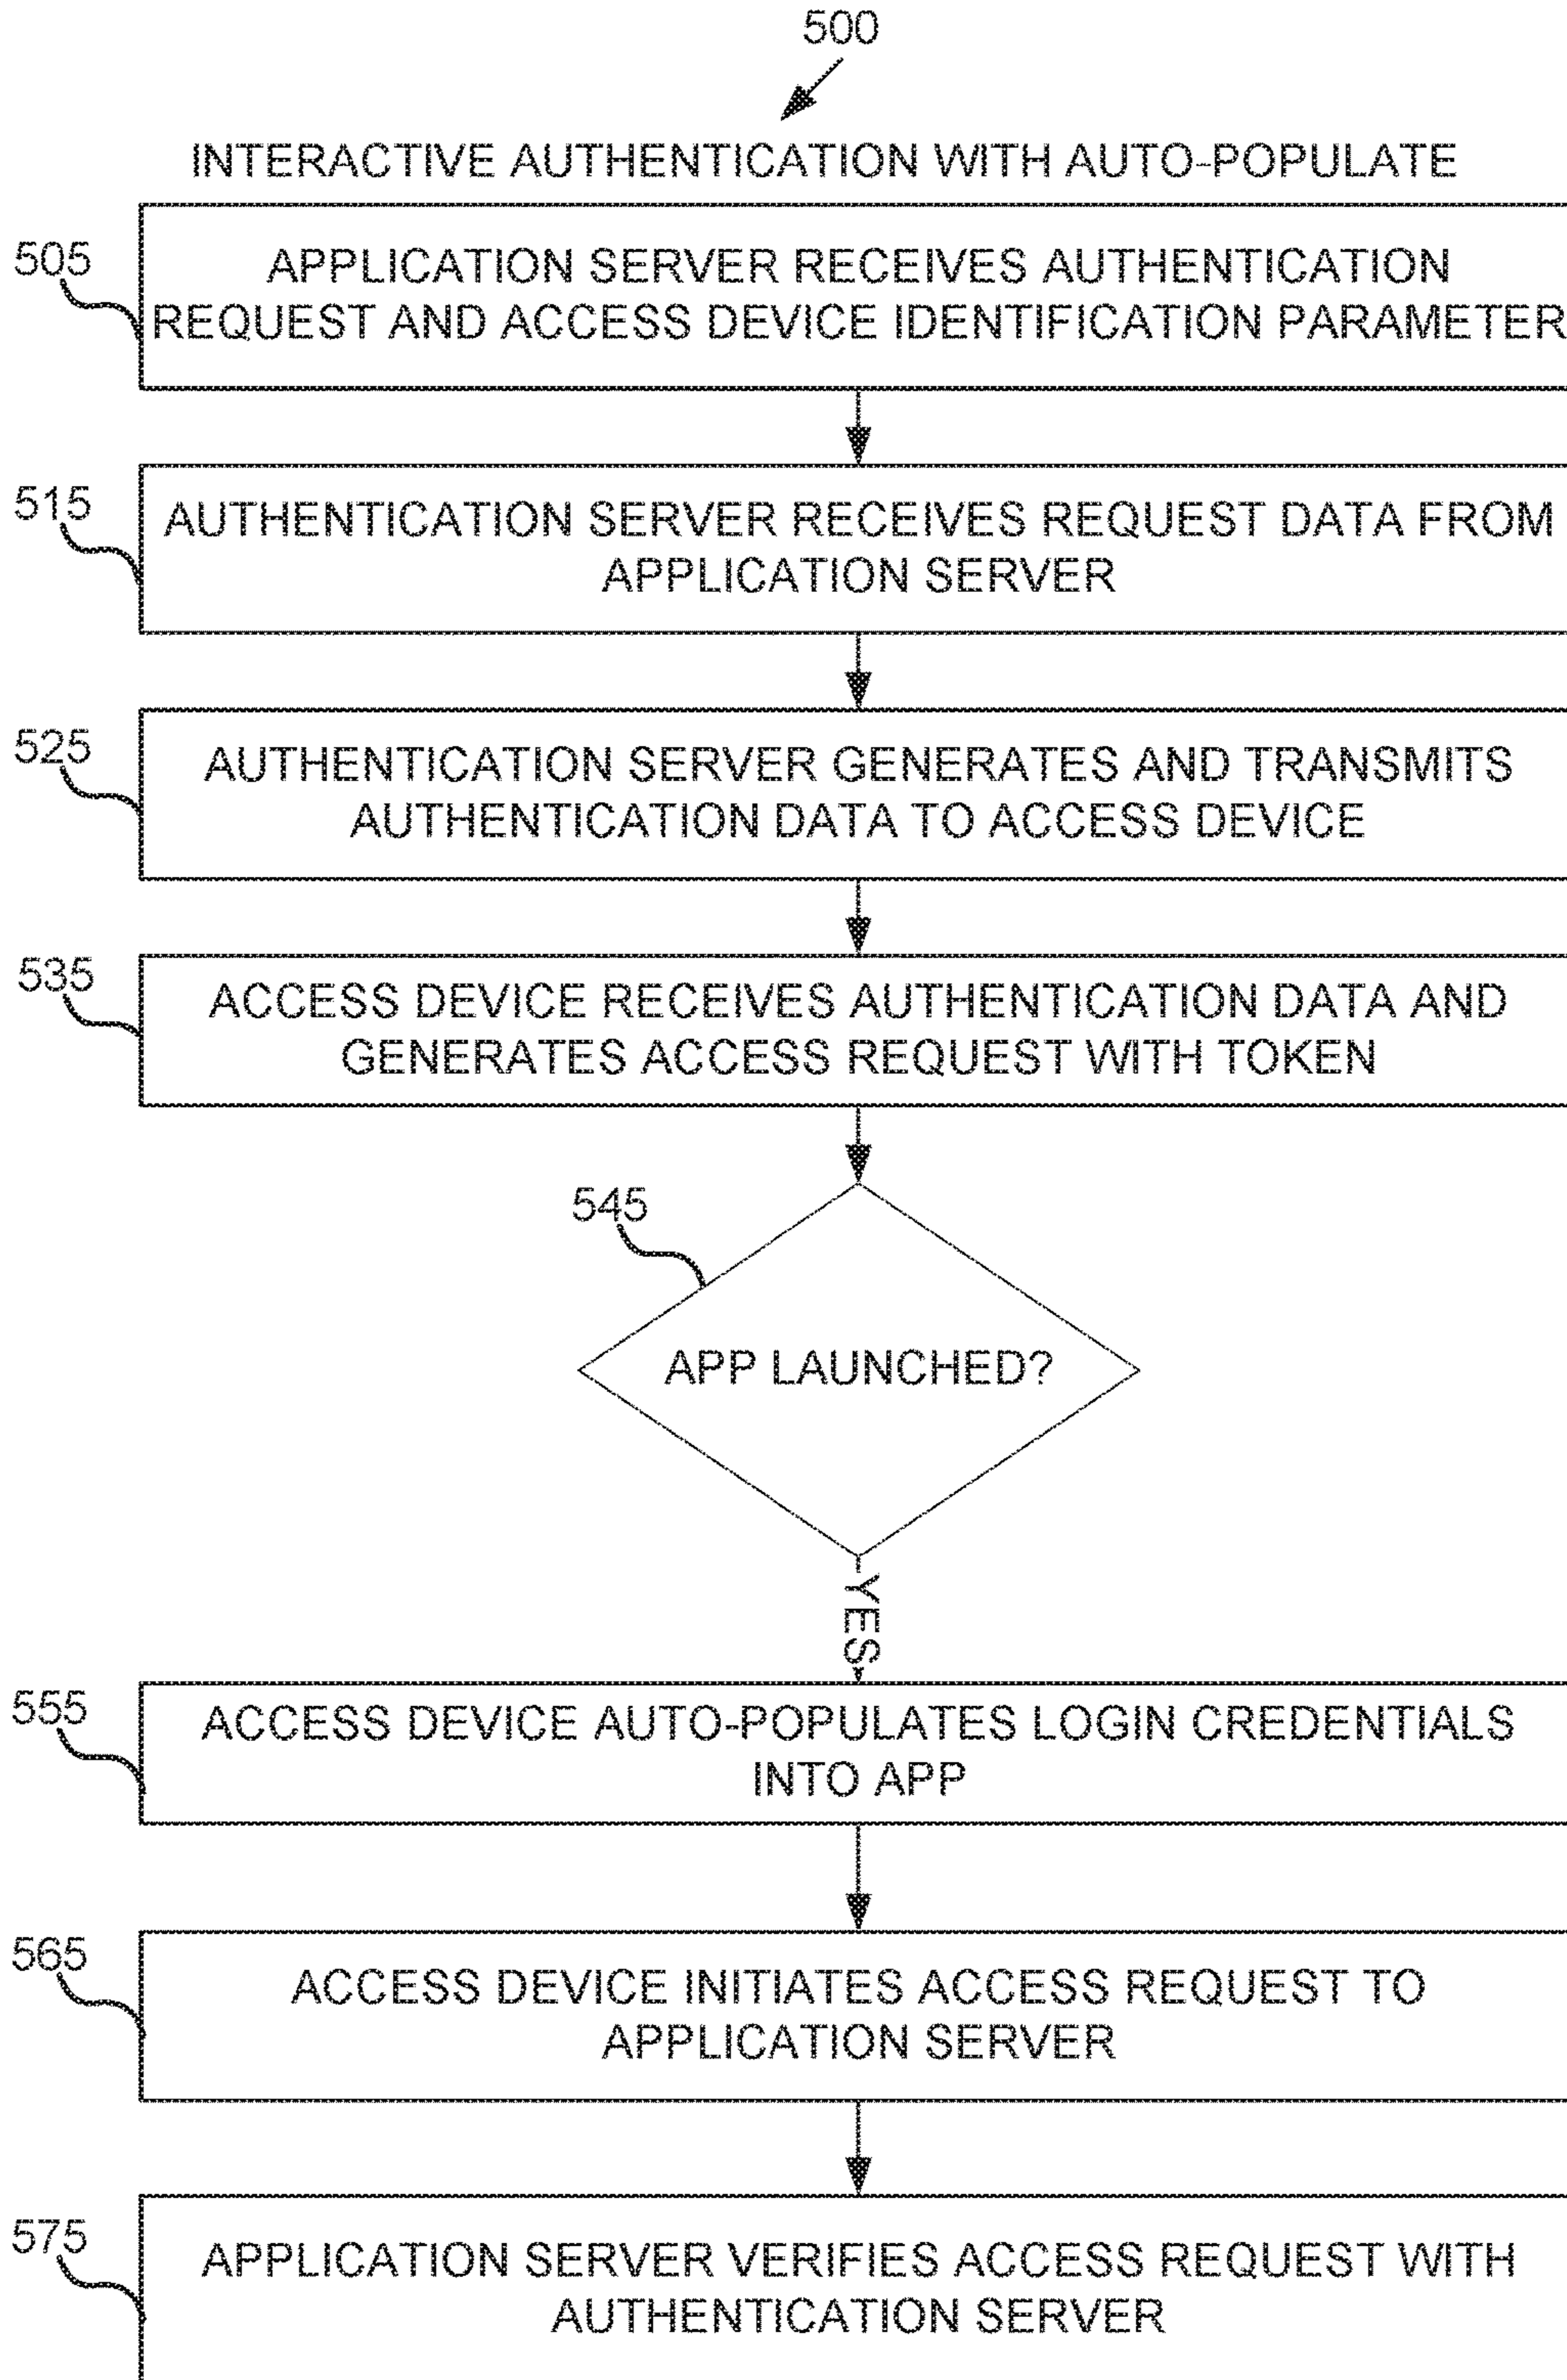 500
INTERACTIVE AUTHENTICATION WITH AUTO-POPULATE
505
APPLICATION SERVER RECEIVES AUTHENTICATION
REQUEST AND ACCESS DEVICE IDENTIFICATION PARAMETER
515
AUTHENTICATION SERVER RECEIVES REQUEST DATA FROM
APPLICATION SERVER
525
AUTHENTICATION SERVER GENERATES AND TRANSMITS
AUTHENTICATION DATA TO ACCESS DEVICE
535
ACCESS DEVICE RECEIVES AUTHENTICATION DATA AND
GENERATES ACCESS REQUEST WITH TOKEN
545
APP LAUNCHED?
YES
555
ACCESS DEVICE AUTO-POPULATES LOGIN CREDENTIALS
INTO APP
565
ACCESS DEVICE INITIATES ACCESS REQUEST TO
APPLICATION SERVER
575
APPLICATION SERVER VERIFIES ACCESS REQUEST WITH
AUTHENTICATION SERVER